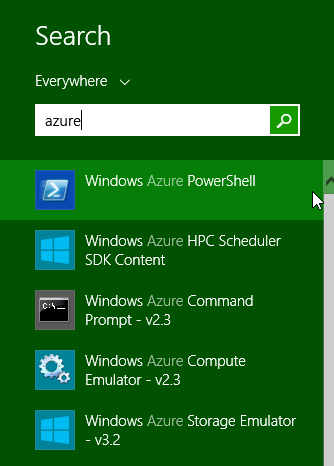 Search
Everywhere
azure
Windows Azure PowerShell
Windows Azure HPC Scheduler
SDK Content
C:\_
Windows Azure Command
Prompt - v2.3
Windows Azure Compute
Emulator - v2.3
Windows Azure Storage Emulator
- v3.2